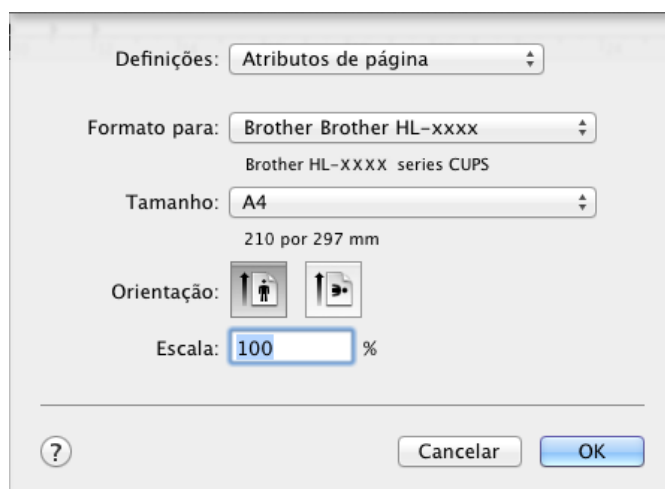 Definições: Atributos de página
Formato para: Brother Brother HL-xxxx
Brother HL-XXXX series CUPS
Tamanho: A4
210 por 297 mm
Orientação:
Escala: 100 %
? Cancelar OK